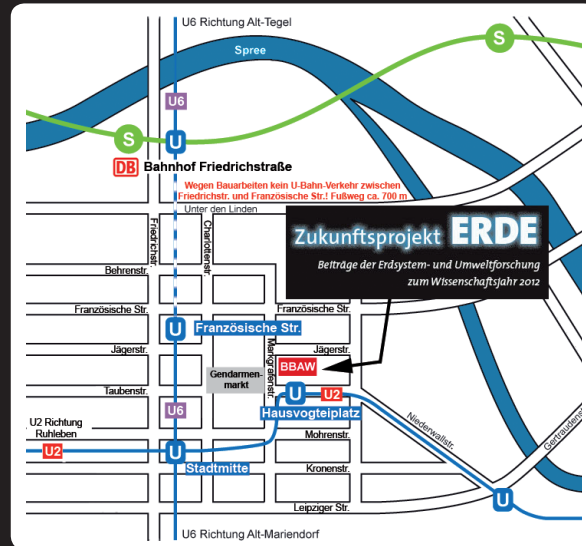 U6 Richtung Alt-Tegel
S
Spree
U6
S
U
DB Bahnhof Friedrichstraße
Wegen Bauarbeiten kein U-Bahn-Verkehr zwischen
Friedrichstr. und Französische Str.! Fußweg ca. 700 m
Unter den Linden
Friedrichstr.
Charlottenstr.
Zukunftsprojekt ERDE
Beiträge der Erdsystem- und Umweltforschung
zum Wissenschaftsjahr 2012
Behrenstr.
Französische Str.
Französische Str.
U Französische Str.
Markgrafenstr.
Jägerstr.
Jägerstr.
BBAW
Gendarmen-
markt
Taubenstr.
U U2
Hausvogteiplatz
U6
Niederwallstr.
Gertraudenstr.
U2 Richtung
Ruhleben
U2
Mohrenstr.
U
Stadtmitte
Kronenstr.
U
Leipziger Str.
U6 Richtung Alt-Mariendorf